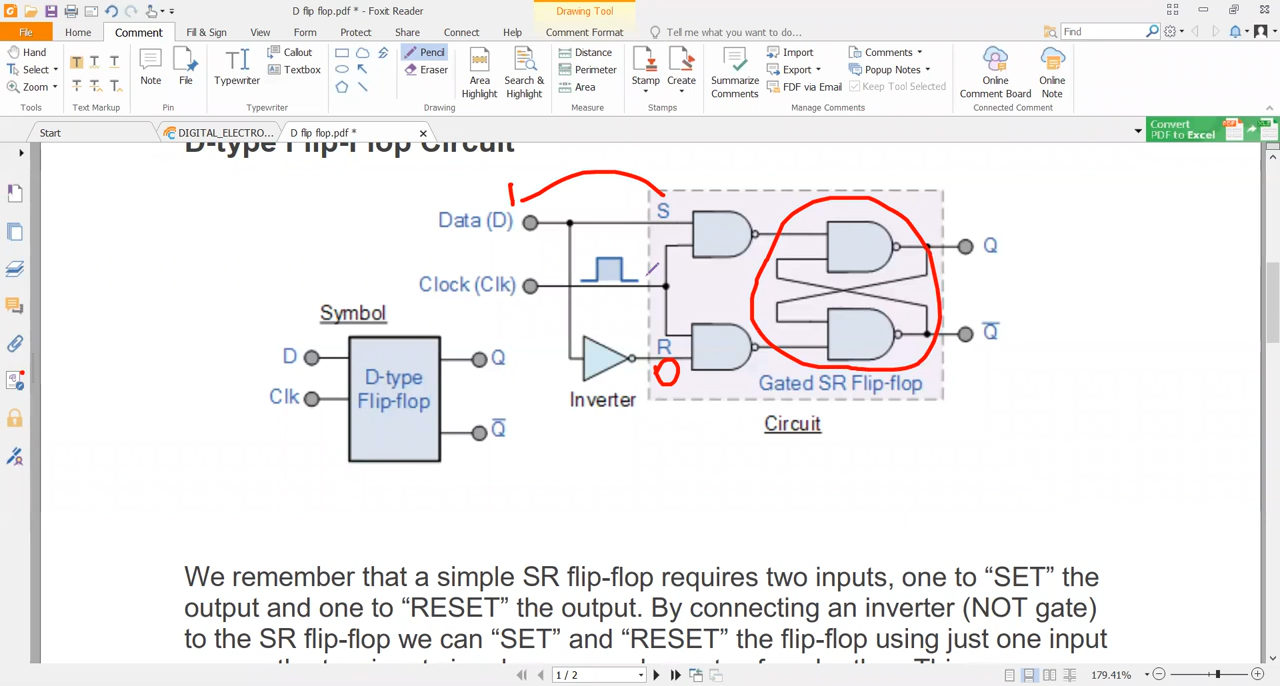 D flip flop.pdf * - Foxit Reader
Drawing Tool
File
Home
Comment
Fill & Sign
View
Form
Protect
Share
Connect
Help
Comment Format
Tell me what you want to do...
Find
Hand
Select
Zoom
Tools
Text Markup
Note
File
Pin
Typewriter
Callout
Textbox
Typewriter
Pencil
Eraser
Drawing
Area Highlight
Search & Highlight
Distance
Perimeter
Area
Measure
Stamp
Create
Stamps
Summarize Comments
Import
Export
FDF via Email
Comments
Popup Notes
Keep Tool Selected
Manage Comments
Online Comment Board
Online Note
Connected Comment
Start
DIGITAL_ELECTRO...
D flip flop.pdf *
Convert
PDF to Excel
D-type Flip-Flop Circuit
1
Data (D)
S
Q
Clock (Clk)
Symbol
Q
R
0
D
Q
D-type
Flip-flop
Clk
Q
Inverter
Gated SR Flip-flop
Circuit
We remember that a simple SR flip-flop requires two inputs, one to “SET” the
output and one to “RESET” the output. By connecting an inverter (NOT gate)
to the SR flip-flop we can “SET” and “RESET” the flip-flop using just one input
1 / 2
179.41%